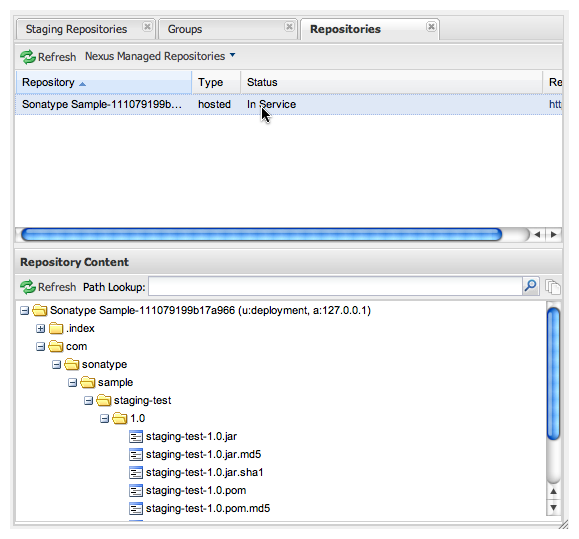 Staging Repositories Groups Repositories
Refresh Nexus Managed Repositories
Repository Type Status Re
Sonatype Sample-111079199b... hosted In Service htt
Repository Content
Refresh Path Lookup:
Sonatype Sample-111079199b17a966 (u:deployment, a:127.0.0.1)
.index
com
sonatype
sample
staging-test
1.0
staging-test-1.0.jar
staging-test-1.0.jar.md5
staging-test-1.0.jar.sha1
staging-test-1.0.pom
staging-test-1.0.pom.md5